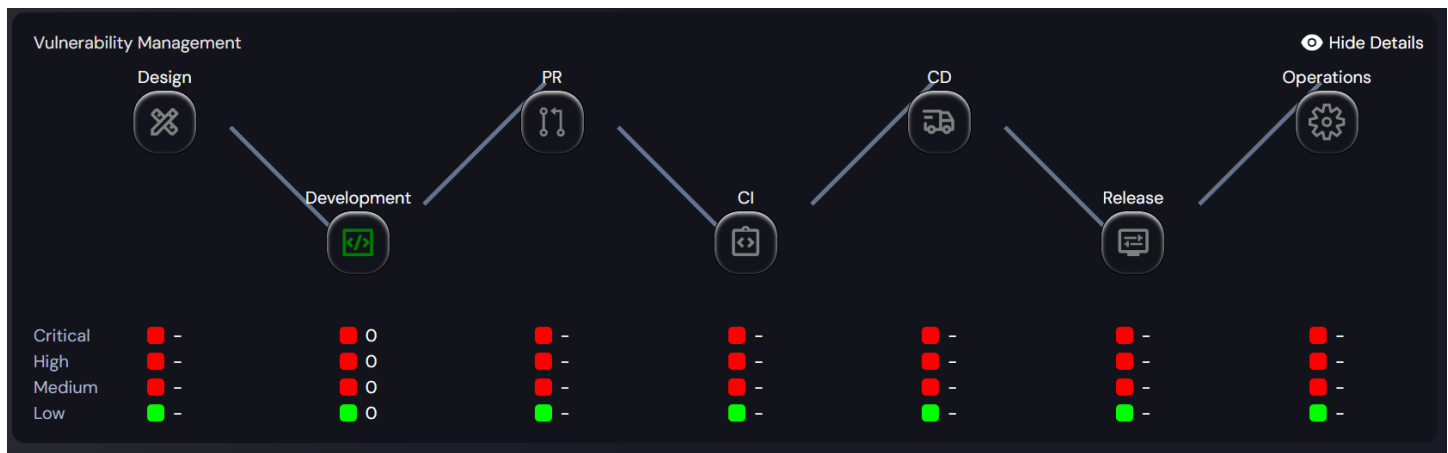 Vulnerability Management
Hide Details
Design
PR
CD
Operations
Development
CI
Release
Critical - 0 - - - - -
High - 0 - - - - -
Medium - 0 - - - - -
Low - 0 - - - - -